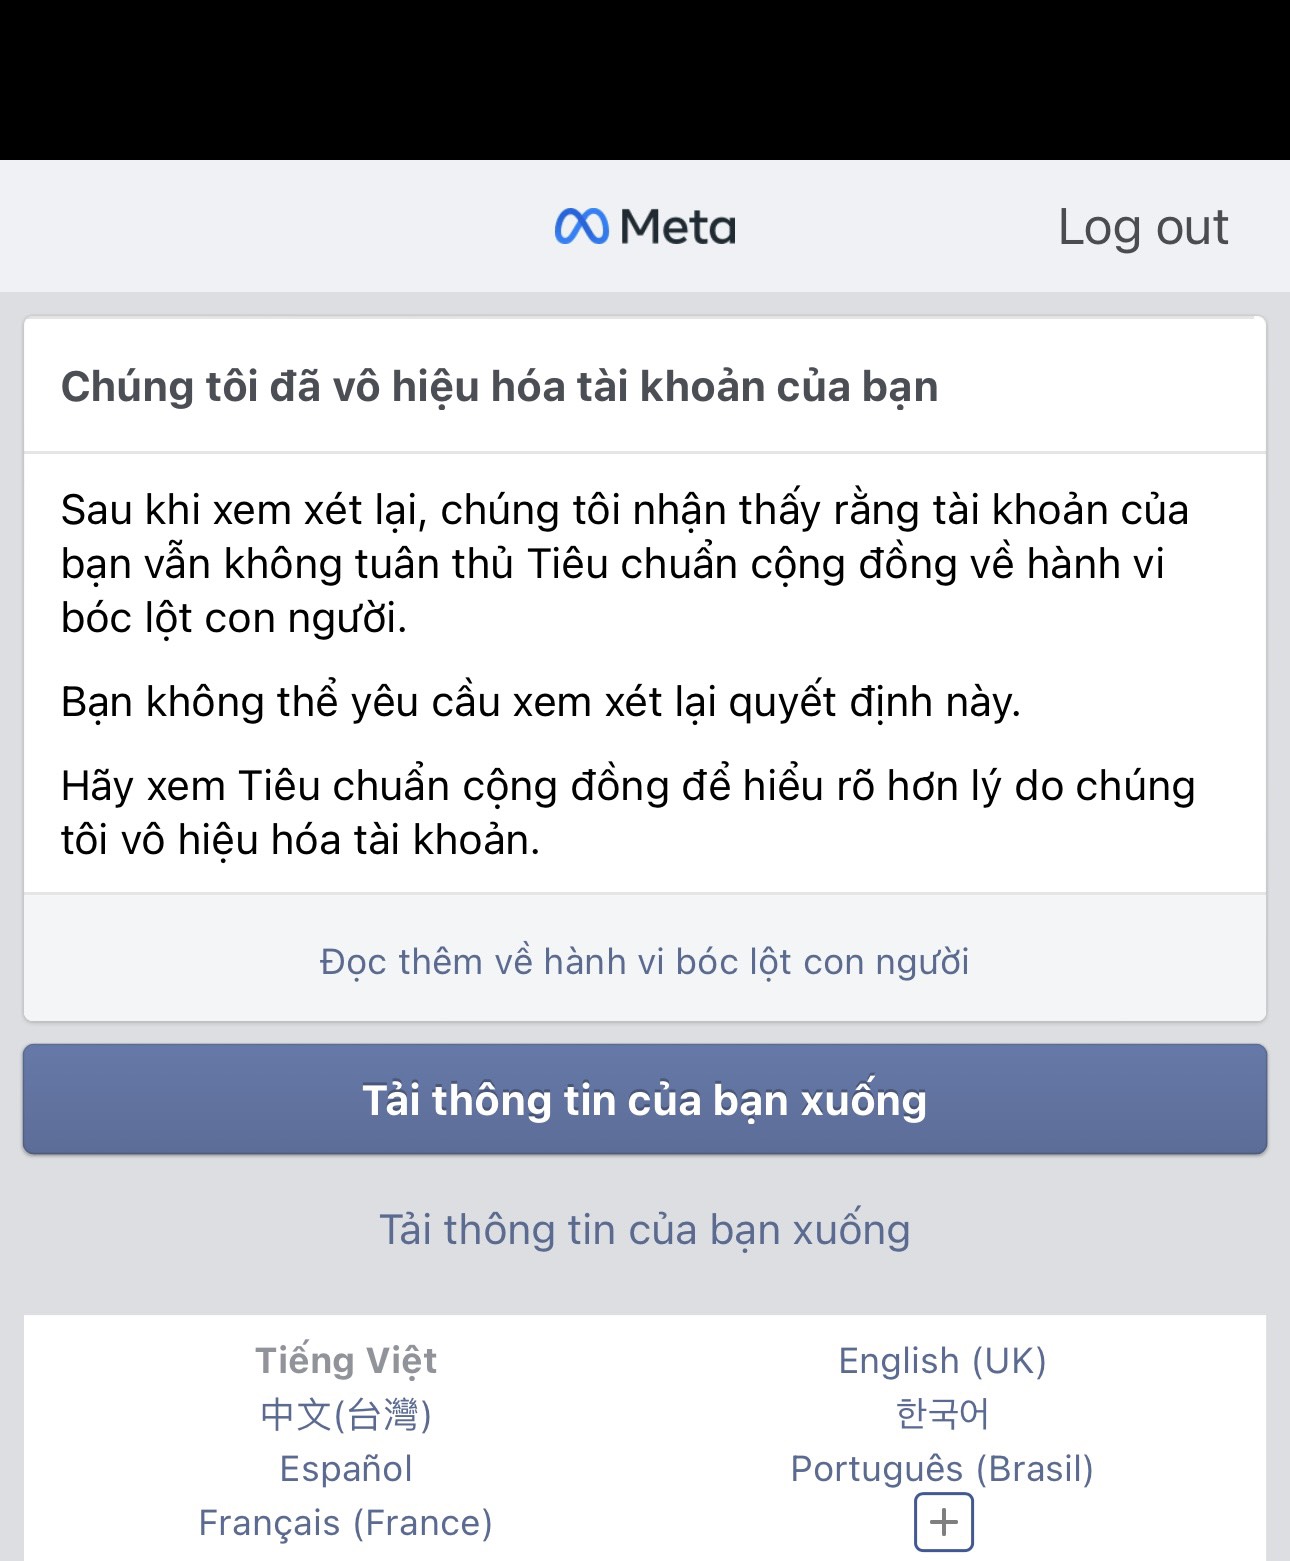 Meta
Log out
Chúng tôi đã vô hiệu hóa tài khoản của bạn
Sau khi xem xét lại, chúng tôi nhận thấy rằng tài khoản của
bạn vẫn không tuân thủ Tiêu chuẩn cộng đồng về hành vi
bóc lột con người.
Bạn không thể yêu cầu xem xét lại quyết định này.
Hãy xem Tiêu chuẩn cộng đồng để hiểu rõ hơn lý do chúng
tôi vô hiệu hóa tài khoản.
Đọc thêm về hành vi bóc lột con người
Tải thông tin của bạn xuống
Tải thông tin của bạn xuống
Tiếng Việt
English (UK)
中文(台灣)
한국어
Español
Português (Brasil)
Français (France)